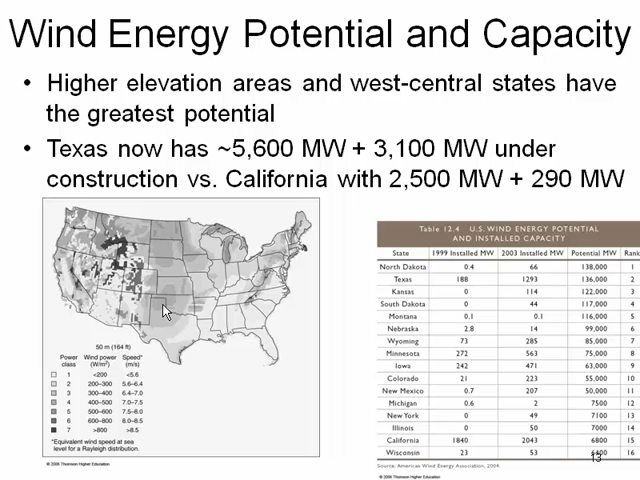 Wind Energy Potential and Capacity
• Higher elevation areas and west-central states have
the greatest potential
• Texas now has ~5,600 MW + 3,100 MW under
construction vs. California with 2,500 MW + 290 MW
50 m (164 ft)
Power class Wind power (W/m²) Speed* (m/s)
1 <200 <5.6
2 200–300 5.6–6.4
3 300–400 6.4–7.0
4 400–500 7.0–7.5
5 500–600 7.5–8.0
6 600–800 8.0–8.5
7 >800 >8.5
*Equivalent wind speed at sea
level for a Rayleigh distribution.
© 2006 Thomson Higher Education
Table 12.4 U.S. WIND ENERGY POTENTIAL
AND INSTALLED CAPACITY
State 1999 Installed MW 2003 Installed MW Potential MW Rank
North Dakota 0.4 66 138,000 1
Texas 188 1293 136,000 2
Kansas 0 114 122,000 3
South Dakota 0 44 117,000 4
Montana 0.1 0.1 116,000 5
Nebraska 2.8 14 99,000 6
Wyoming 73 285 85,000 7
Minnesota 272 563 75,000 8
Iowa 242 471 63,000 9
Colorado 21 223 55,000 10
New Mexico 0.7 207 50,000 11
Michigan 0.6 2 7500 12
New York 0 49 7100 13
Illinois 0 50 7000 14
California 1840 2043 6800 15
Wisconsin 23 53 6400 16
13
Source: American Wind Energy Association, 2004.
© 2006 Thomson Higher Education